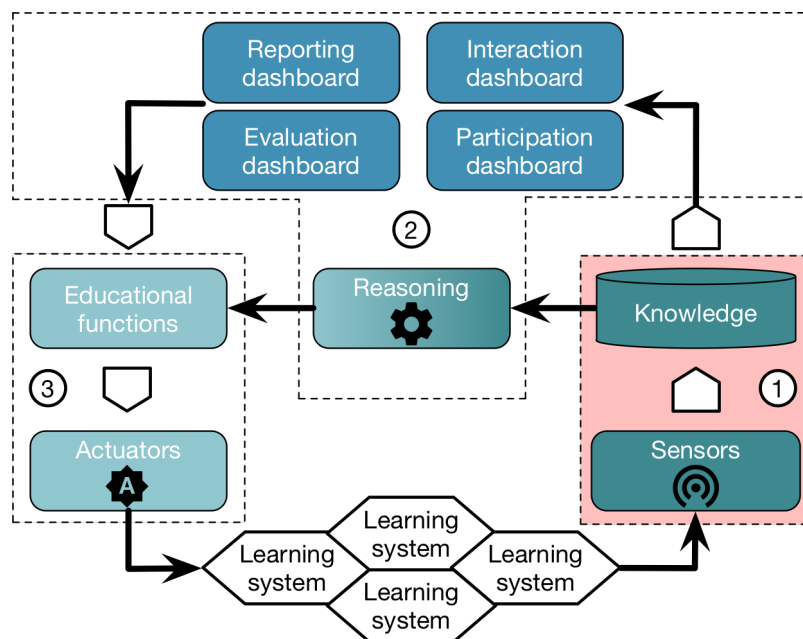 Reporting
dashboard
Interaction
dashboard
Evaluation
dashboard
Participation
dashboard
2
Educational
functions
Reasoning
Knowledge
3
1
Actuators
A
Sensors
Learning
system
Learning
system
Learning
system
Learning
system